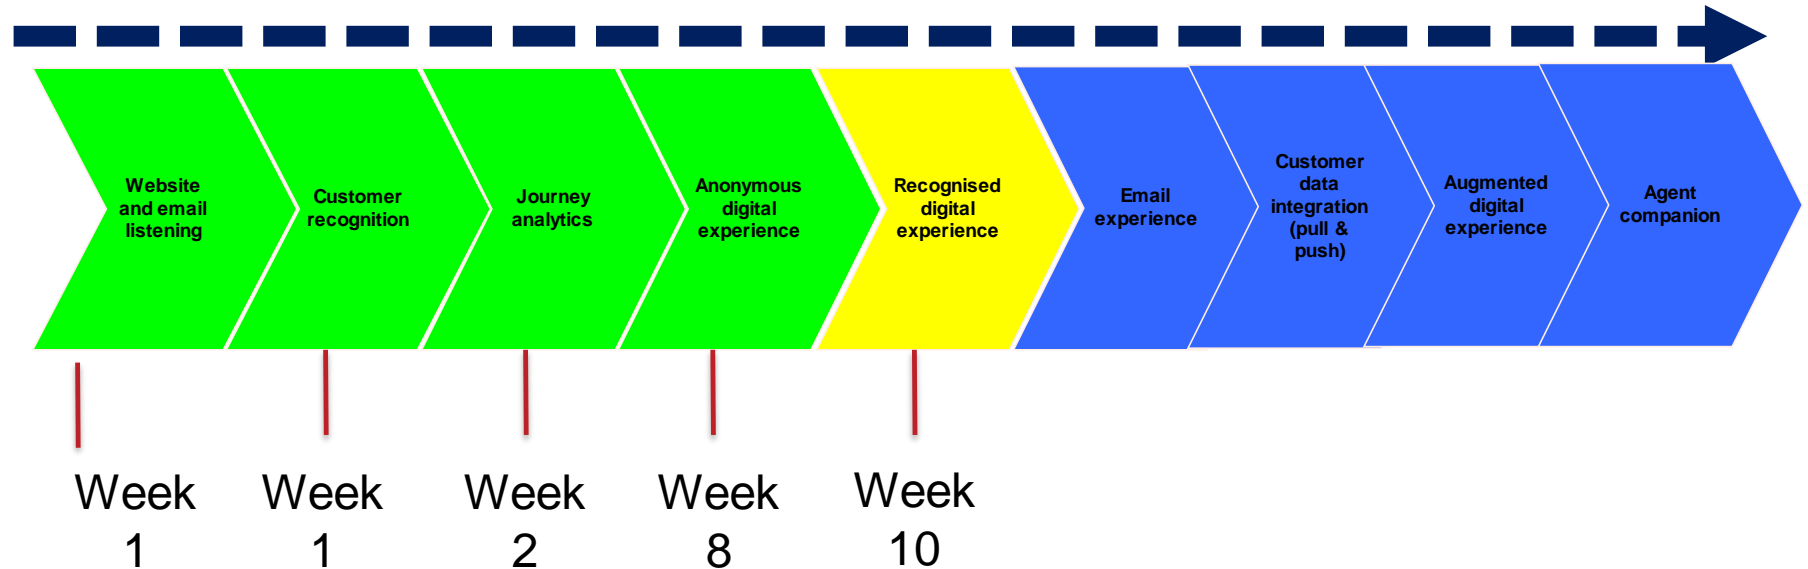 Website
and email
listening
Customer
recognition
Journey
analytics
Anonymous
digital
experience
Recognised
digital
experience
Email
experience
Customer
data
integration
(pull &
push)
Augmented
digital
experience
Agent
companion
Week
1
Week
1
Week
2
Week
8
Week
10